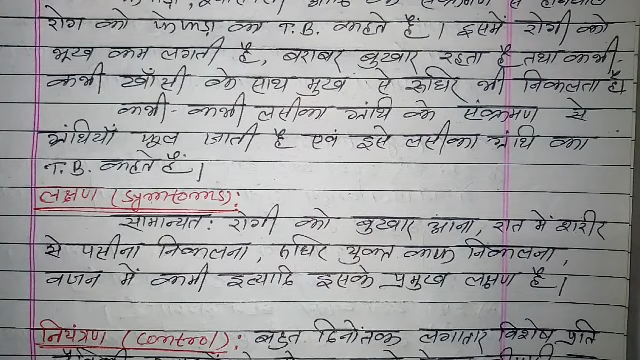 रोग को फेफड़ा का T.B. कहते हैं। इसमें रोगी को
भूख कम लगती है, बराबर बुखार रहता है तथा कभी-
कभी खाँसी के साथ मुख से रुधिर भी निकलता है।
कभी-कभी लसीका ग्रंथि के संक्रमण से
ग्रंथियाँ फूल जाती है एवं इसे लसीका ग्रंथि का
T.B. कहते हैं।
लक्षण (Symptoms):
सामान्यत: रोगी को बुखार आना, रात में शरीर
से पसीना निकलना, रुधिर युक्त कफ निकलना,
वजन में कमी इत्यादि इसके प्रमुख लक्षण है।
नियंत्रण (control): बहुत दिनोंतक लगातार विशेष प्रति